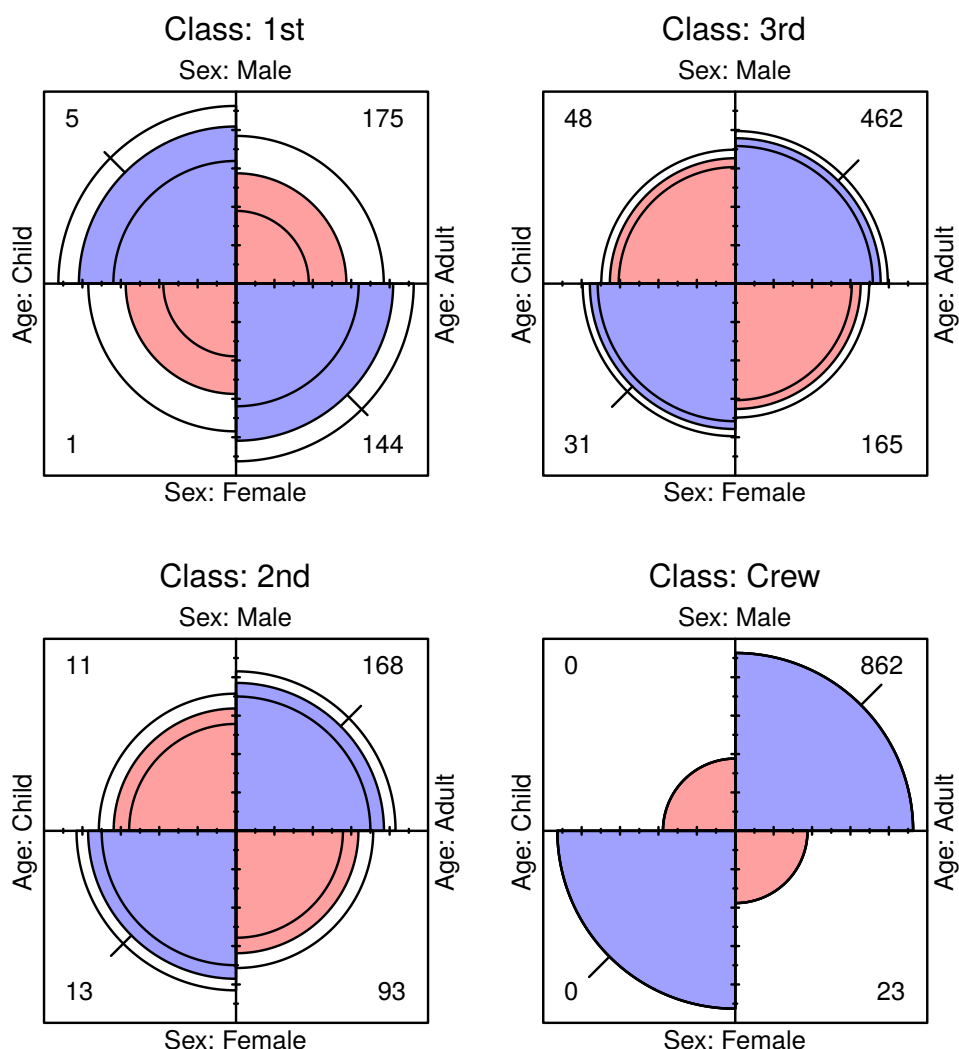 Class: 1st
Sex: Male
5
175
Age: Child
Age: Adult
1
144
Sex: Female
Class: 3rd
Sex: Male
48
462
Age: Child
Age: Adult
31
165
Sex: Female
Class: 2nd
Sex: Male
11
168
Age: Child
Age: Adult
13
93
Sex: Female
Class: Crew
Sex: Male
0
862
Age: Child
Age: Adult
0
23
Sex: Female